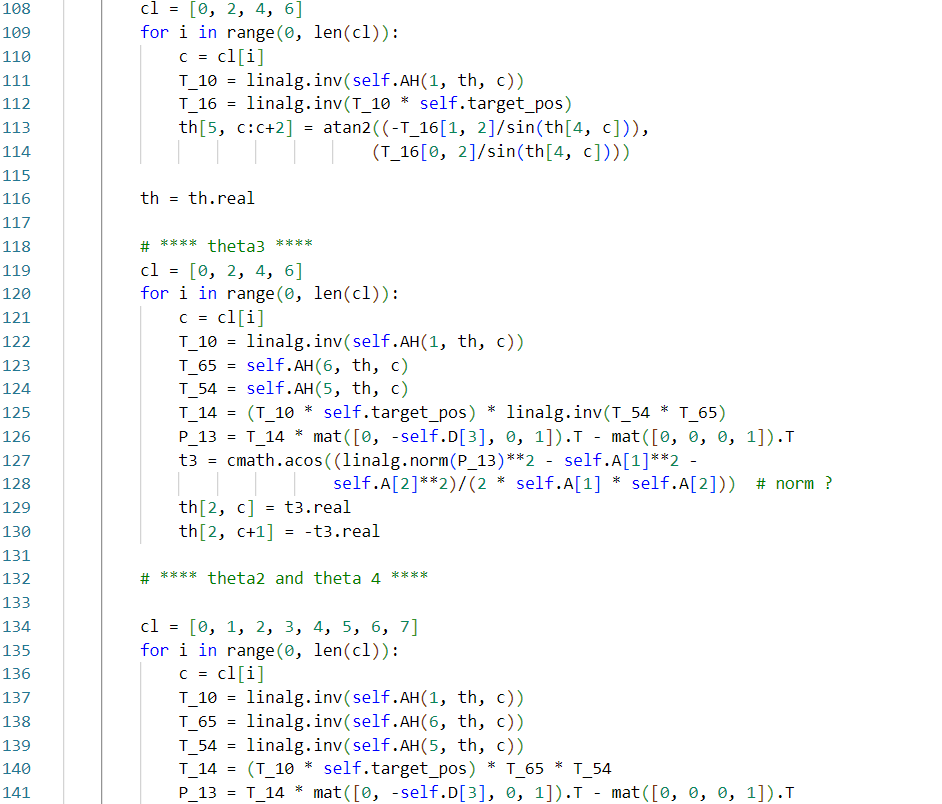 108 cl = [0, 2, 4, 6]
109 for i in range(0, len(cl)):
110 c = cl[i]
111 T_10 = linalg.inv(self.AH(1, th, c))
112 T_16 = linalg.inv(T_10 * self.target_pos)
113 th[5, c:c+2] = atan2((-T_16[1, 2]/sin(th[4, c])),
114 (T_16[0, 2]/sin(th[4, c])))
115
116 th = th.real
117
118 # **** theta3 ****
119 cl = [0, 2, 4, 6]
120 for i in range(0, len(cl)):
121 c = cl[i]
122 T_10 = linalg.inv(self.AH(1, th, c))
123 T_65 = self.AH(6, th, c)
124 T_54 = self.AH(5, th, c)
125 T_14 = (T_10 * self.target_pos) * linalg.inv(T_54 * T_65)
126 P_13 = T_14 * mat([0, -self.D[3], 0, 1]).T - mat([0, 0, 0, 1]).T
127 t3 = cmath.acos((linalg.norm(P_13)**2 - self.A[1]**2 -
128 self.A[2]**2)/(2 * self.A[1] * self.A[2])) # norm ?
129 th[2, c] = t3.real
130 th[2, c+1] = -t3.real
131
132 # **** theta2 and theta 4 ****
133
134 cl = [0, 1, 2, 3, 4, 5, 6, 7]
135 for i in range(0, len(cl)):
136 c = cl[i]
137 T_10 = linalg.inv(self.AH(1, th, c))
138 T_65 = linalg.inv(self.AH(6, th, c))
139 T_54 = linalg.inv(self.AH(5, th, c))
140 T_14 = (T_10 * self.target_pos) * T_65 * T_54
141 P_13 = T_14 * mat([0, -self.D[3], 0, 1]).T - mat([0, 0, 0, 1]).T